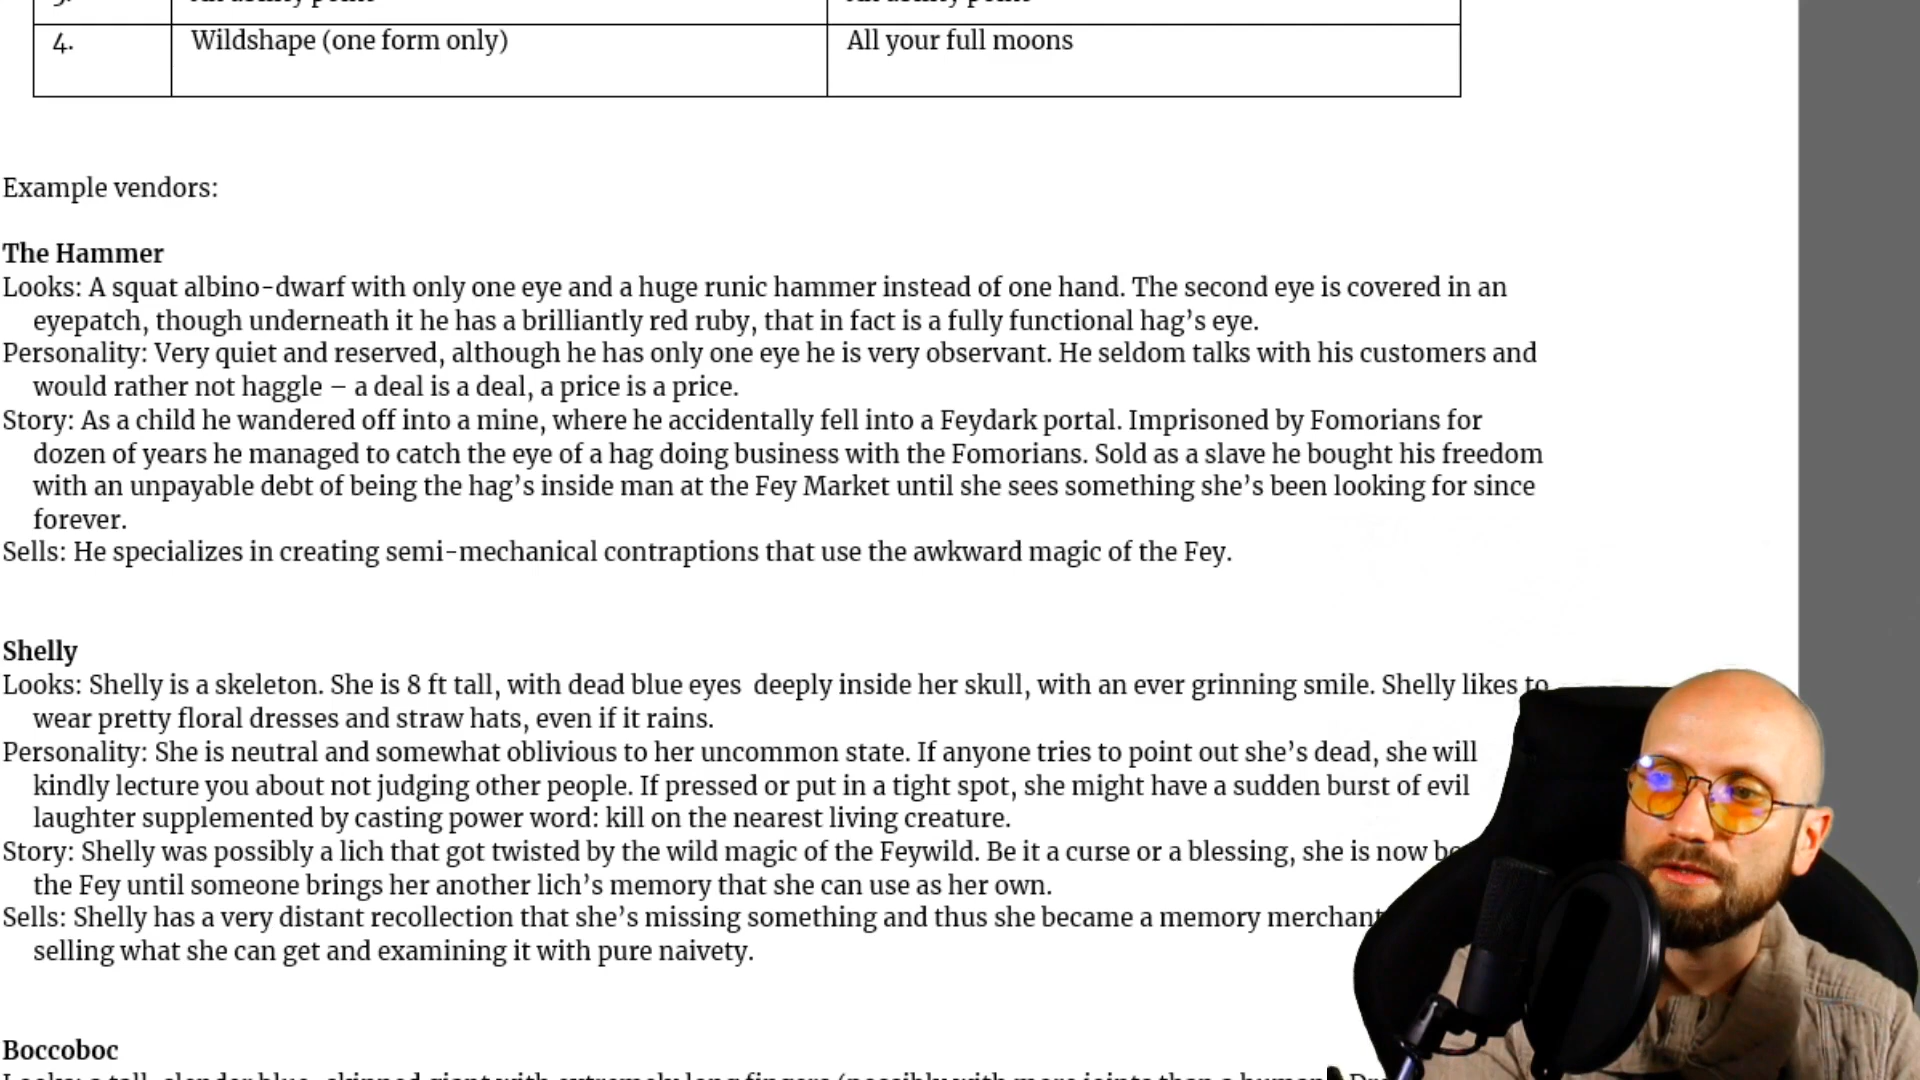 4. Wildshape (one form only) All your full moons
Example vendors:
The Hammer
Looks: A squat albino-dwarf with only one eye and a huge runic hammer instead of one hand. The second eye is covered in an
eyepatch, though underneath it he has a brilliantly red ruby, that in fact is a fully functional hag’s eye.
Personality: Very quiet and reserved, although he has only one eye he is very observant. He seldom talks with his customers and
would rather not haggle – a deal is a deal, a price is a price.
Story: As a child he wandered off into a mine, where he accidentally fell into a Feydark portal. Imprisoned by Fomorians for
dozen of years he managed to catch the eye of a hag doing business with the Fomorians. Sold as a slave he bought his freedom
with an unpayable debt of being the hag’s inside man at the Fey Market until she sees something she’s been looking for since
forever.
Sells: He specializes in creating semi-mechanical contraptions that use the awkward magic of the Fey.
Shelly
Looks: Shelly is a skeleton. She is 8 ft tall, with dead blue eyes  deeply inside her skull, with an ever grinning smile. Shelly likes to
wear pretty floral dresses and straw hats, even if it rains.
Personality: She is neutral and somewhat oblivious to her uncommon state. If anyone tries to point out she’s dead, she will
kindly lecture you about not judging other people. If pressed or put in a tight spot, she might have a sudden burst of evil
laughter supplemented by casting power word: kill on the nearest living creature.
Story: Shelly was possibly a lich that got twisted by the wild magic of the Feywild. Be it a curse or a blessing, she is now
the Fey until someone brings her another lich’s memory that she can use as her own.
Sells: Shelly has a very distant recollection that she’s missing something and thus she became a memory merchant
selling what she can get and examining it with pure naivety.
Boccoboc